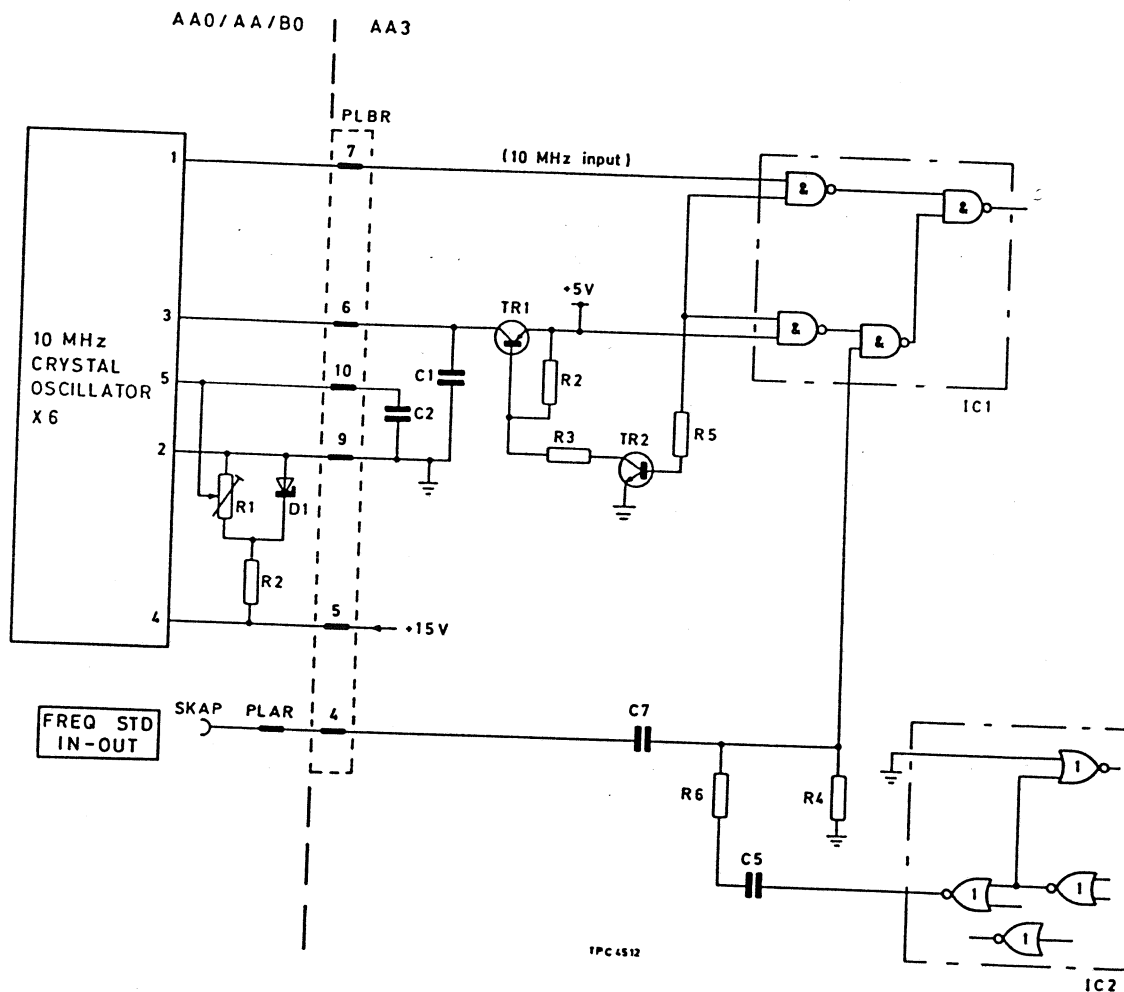 AA0/AA/B0
AA3
PLBR
1
7
(10 MHz input)
&
&
3
6
TR1
+5V
&
&
IC1
10 MHz
CRYSTAL
OSCILLATOR
X6
5
10
C1
R2
C2
2
9
R3
TR2
R5
R1
D1
R2
4
5
+15V
FREQ STD
IN-OUT
SKAP
PLAR
4
C7
R6
R4
1
C5
1
1
1
IC2
TPC4512